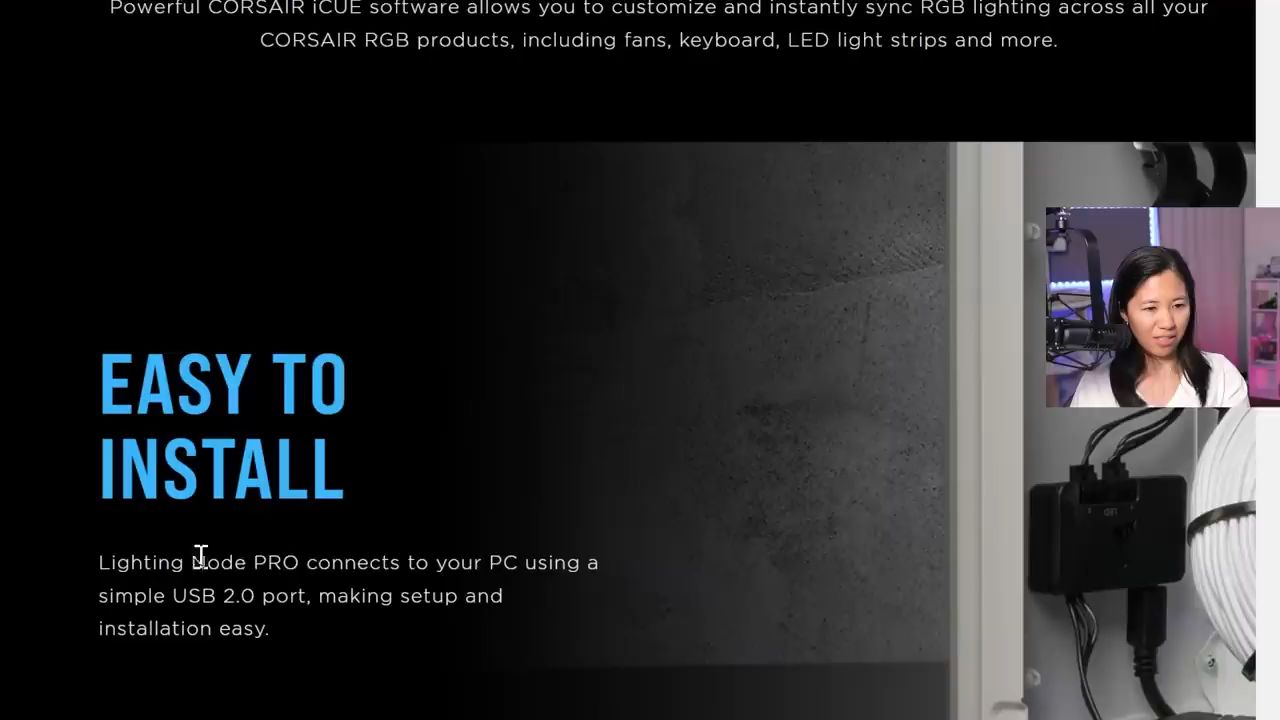 Powerful CORSAIR iCUE software allows you to customize and instantly sync RGB lighting across all your
CORSAIR RGB products, including fans, keyboard, LED light strips and more.
EASY TO
INSTALL
Lighting Node PRO connects to your PC using a
simple USB 2.0 port, making setup and
installation easy.
LED